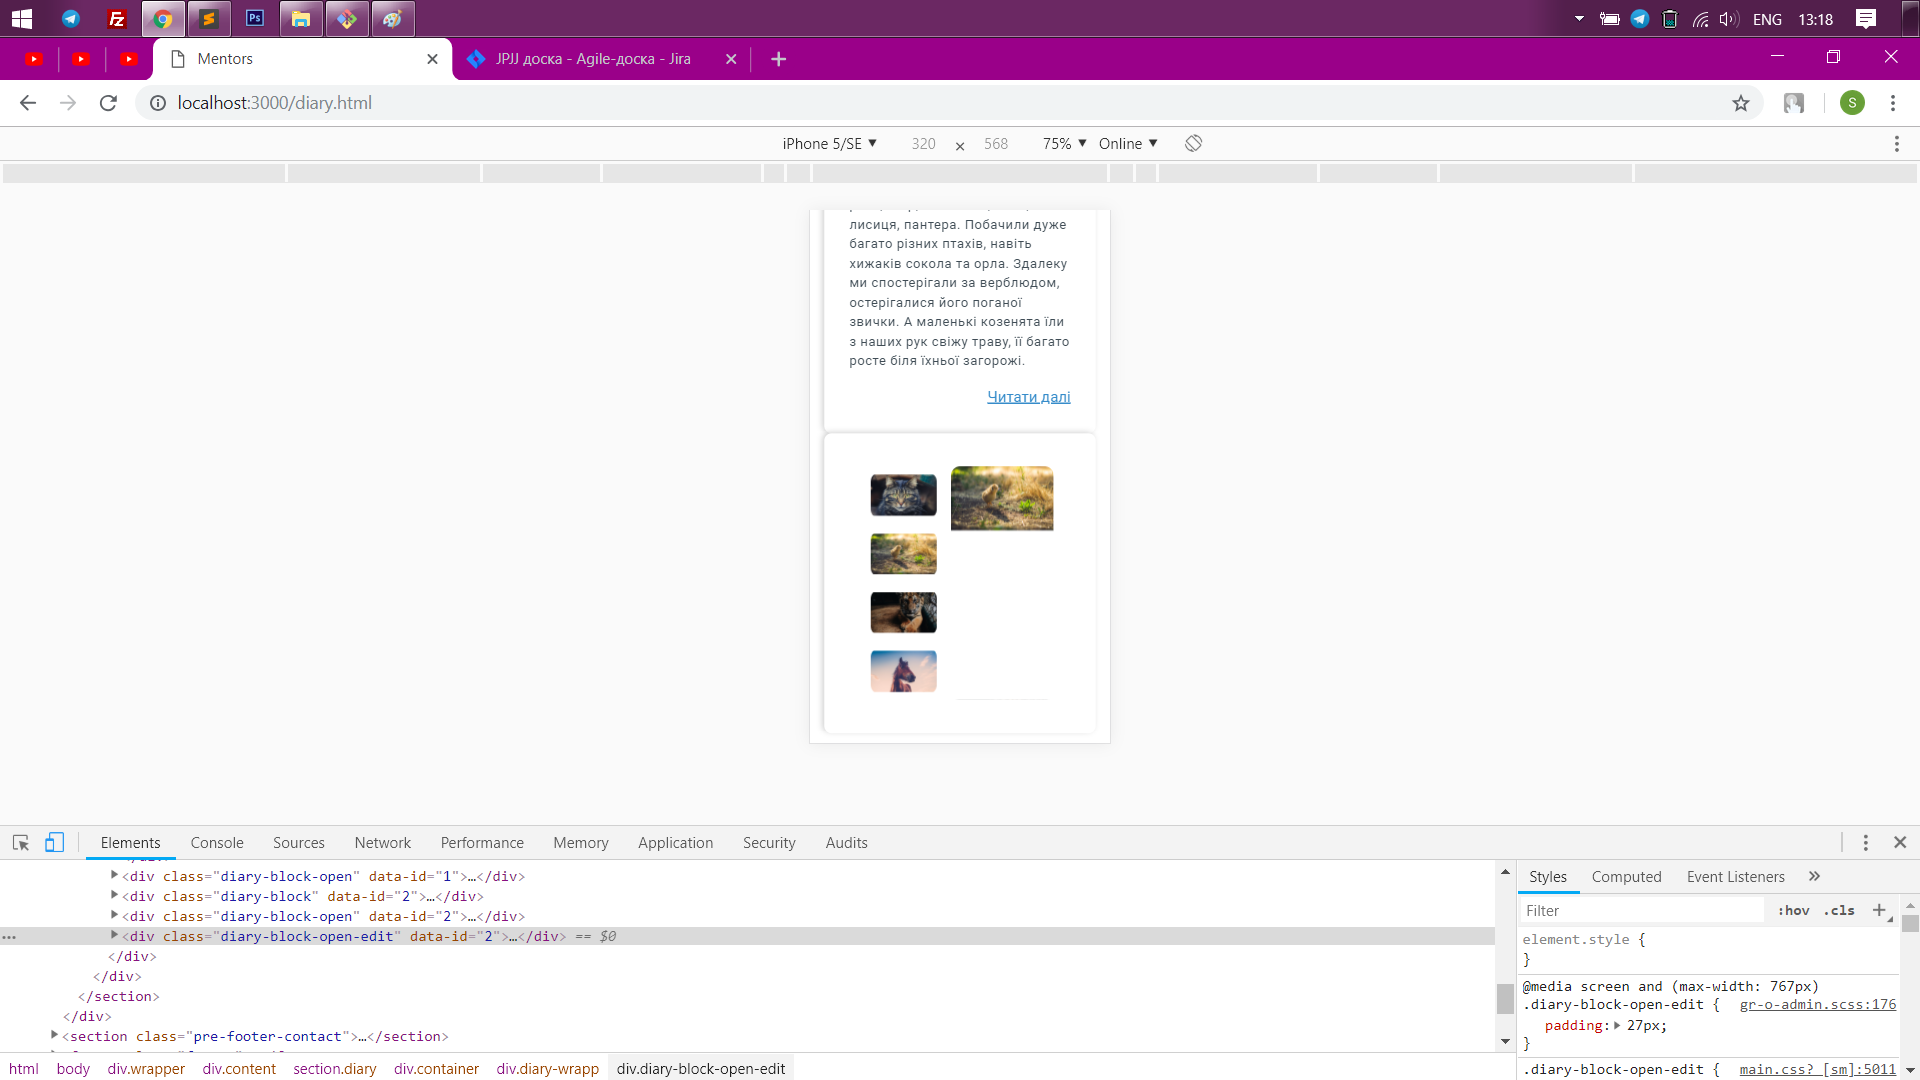 ENG 13:18
Mentors
JPJJ доска - Agile-доска - Jira
localhost:3000/diary.html
S
iPhone 5/SE ▼ 320 × 568 75% ▼ Online ▼
лисиця, пантера. Побачили дуже
багато різних птахів, навіть
хижаків сокола та орла. Здалеку
ми спостерігали за верблюдом,
остерігалися його поганої
звички. А маленькі козенята їли
з наших рук свіжу траву, її багато
росте біля їхньої загорожі.
Читати далі
Elements Console Sources Network Performance Memory Application Security Audits
<div class="diary-block-open" data-id="1">…</div>
<div class="diary-block" data-id="2">…</div>
<div class="diary-block-open" data-id="2">…</div>
<div class="diary-block-open-edit" data-id="2">…</div> == $0
</div>
</div>
</section>
</div>
<section class="pre-footer-contact">…</section>
html body div.wrapper div.content section.diary div.container div.diary-wrapp div.diary-block-open-edit
Styles Computed Event Listeners »
Filter :hov .cls +
element.style {
}
@media screen and (max-width: 767px)
.diary-block-open-edit { gr-o-admin.scss:176
padding: 27px;
}
.diary-block-open-edit { main.css? [sm]:5011